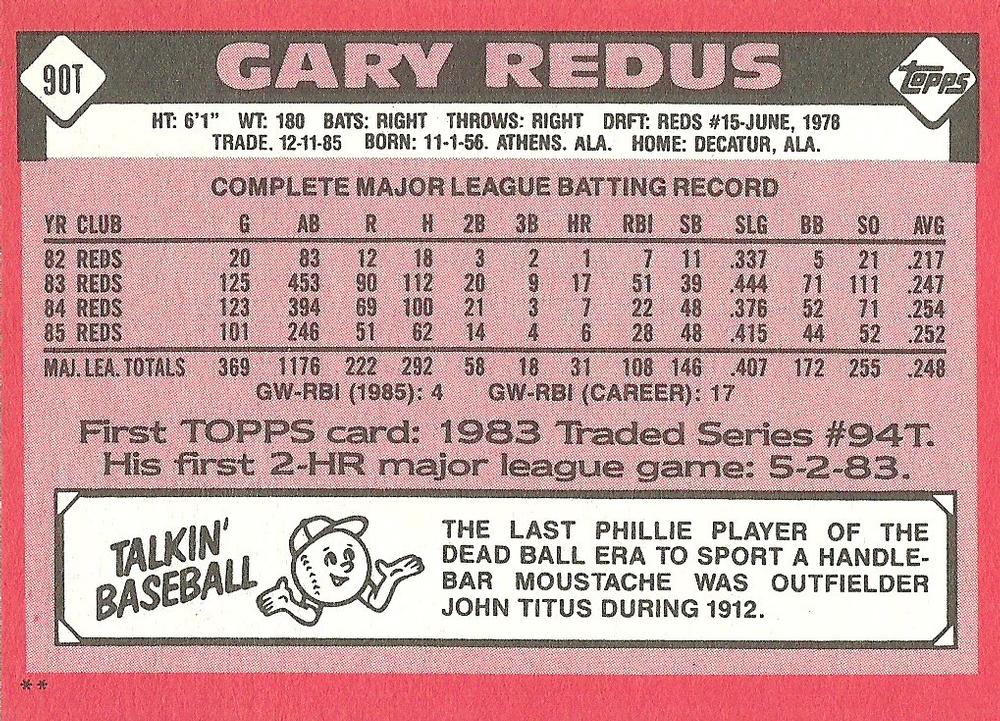 90T
GARY REDUS
topps
HT: 6'1" WT: 180 BATS: RIGHT THROWS: RIGHT DRFT: REDS #15-JUNE, 1978
TRADE. 12-11-85 BORN: 11-1-56. ATHENS. ALA. HOME: DECATUR, ALA.
COMPLETE MAJOR LEAGUE BATTING RECORD
YR CLUB G AB R H 2B 3B HR RBI SB SLG BB SO AVG
82 REDS 20 83 12 18 3 2 1 7 11 .337 5 21 .217
83 REDS 125 453 90 112 20 9 17 51 39 .444 71 111 .247
84 REDS 123 394 69 100 21 3 7 22 48 .376 52 71 .254
85 REDS 101 246 51 62 14 4 6 28 48 .415 44 52 .252
MAJ. LEA. TOTALS 369 1176 222 292 58 18 31 108 146 .407 172 255 .248
GW-RBI (1985): 4 GW-RBI (CAREER): 17
First TOPPS card: 1983 Traded Series #94T.
His first 2-HR major league game: 5-2-83.
TALKIN'
BASEBALL
THE LAST PHILLIE PLAYER OF THE
DEAD BALL ERA TO SPORT A HANDLE-
BAR MOUSTACHE WAS OUTFIELDER
JOHN TITUS DURING 1912.
**